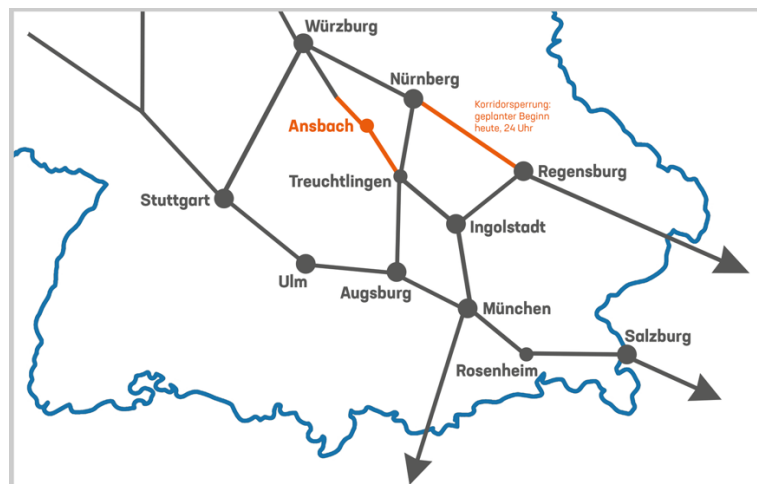 Würzburg
Nürnberg
Korridorsperrung:
geplanter Beginn
heute, 24 Uhr
Ansbach
Treuchtlingen
Regensburg
Stuttgart
Ingolstadt
Ulm
Augsburg
München
Salzburg
Rosenheim